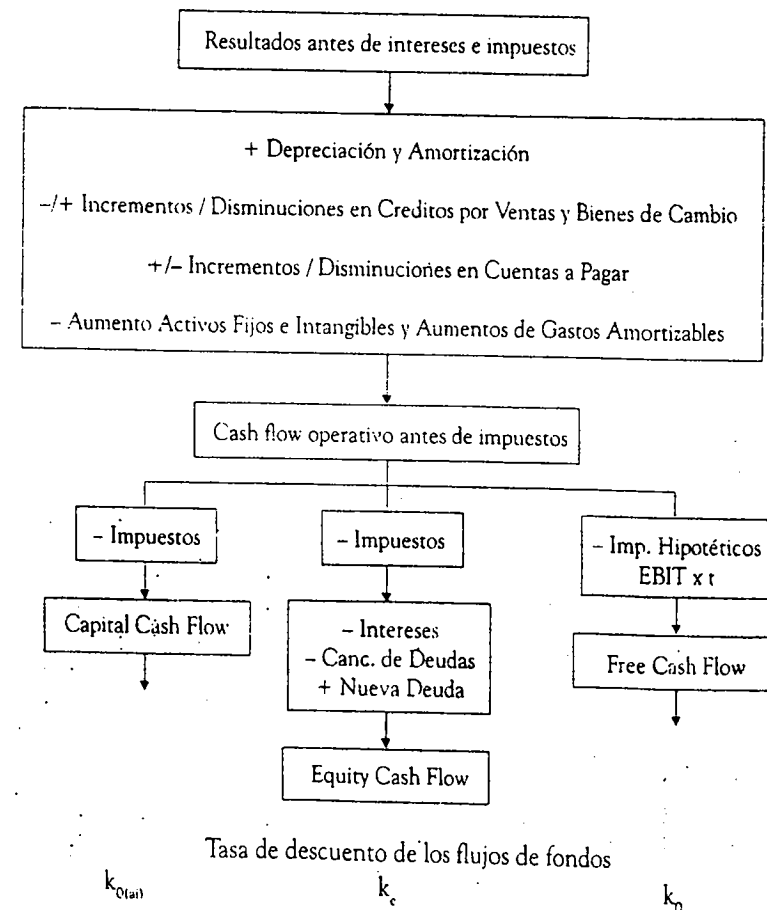 Resultados antes de intereses e impuestos
+ Depreciación y Amortización
–/+ Incrementos / Disminuciones en Creditos por Ventas y Bienes de Cambio
+/– Incrementos / Disminuciones en Cuentas a Pagar
– Aumento Activos Fijos e Intangibles y Aumentos de Gastos Amortizables
Cash flow operativo antes de impuestos
– Impuestos
Capital Cash Flow
– Impuestos
– Intereses
– Canc. de Deudas
+ Nueva Deuda
Equity Cash Flow
– Imp. Hipotéticos
EBIT x t
Free Cash Flow
Tasa de descuento de los flujos de fondos
k0(ai)
ke
k0